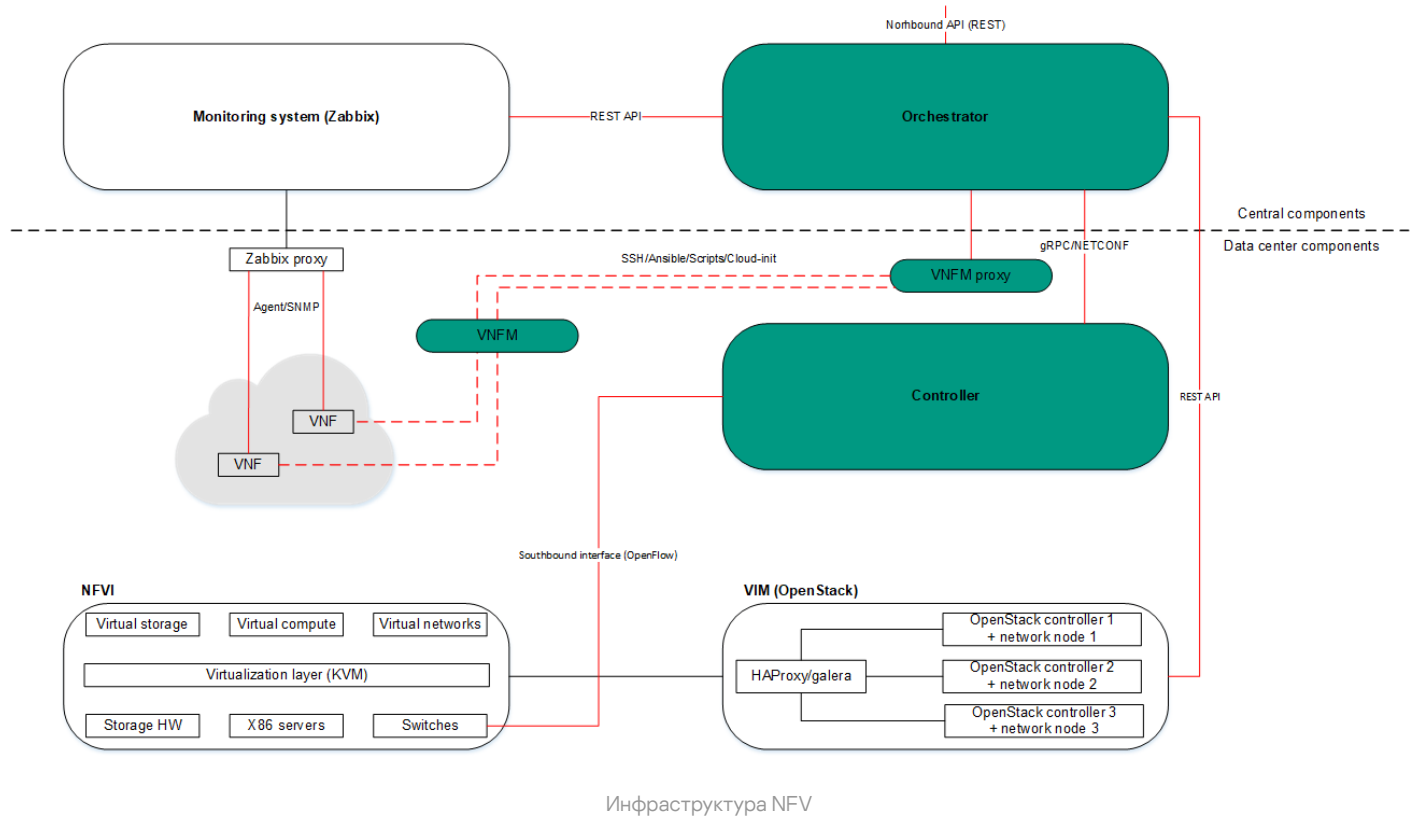 Norhbound API (REST)
Monitoring system (Zabbix)
REST API
Orchestrator
Central components
Data center components
gRPC/NETCONF
Zabbix proxy
SSH/Ansible/Scripts/Cloud-init
VNFM proxy
Agent/SNMP
VNFM
Controller
REST API
VNF
VNF
Southbound interface (OpenFlow)
NFVI
Virtual storage
Virtual compute
Virtual networks
Virtualization layer (KVM)
Storage HW
X86 servers
Switches
VIM (OpenStack)
HAProxy/galera
OpenStack controller 1
+ network node 1
OpenStack controller 2
+ network node 2
OpenStack controller 3
+ network node 3
Инфраструктура NFV